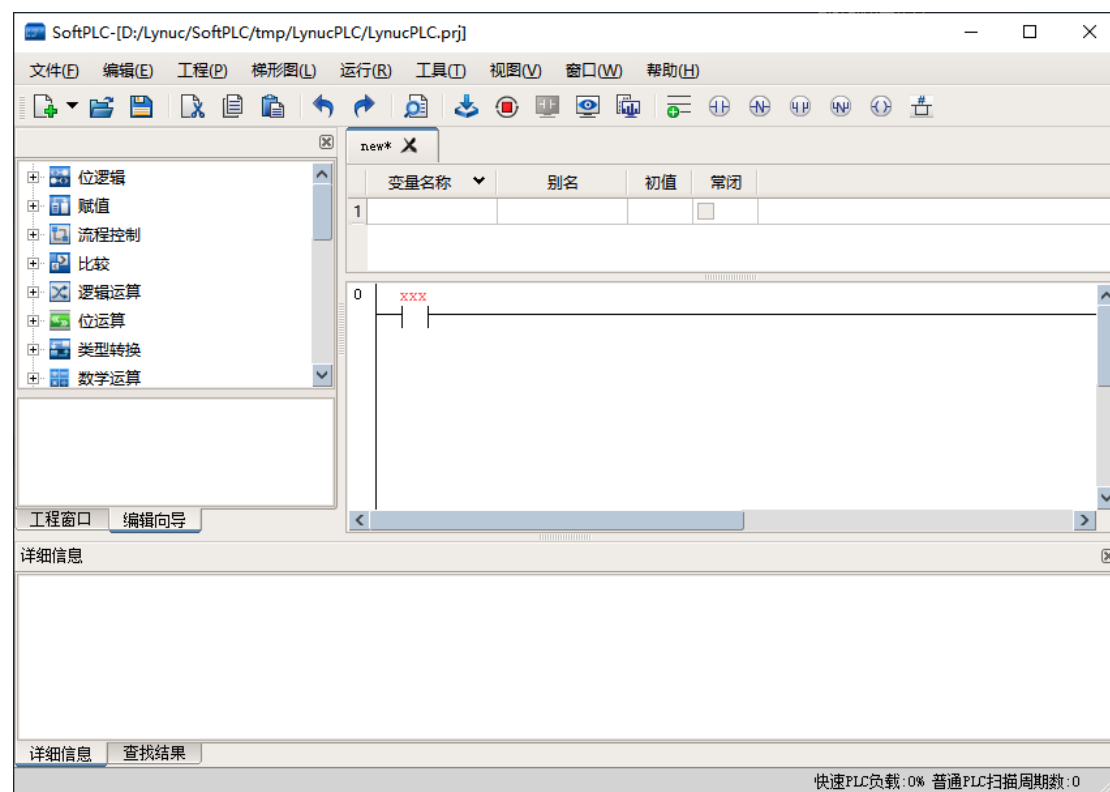 SoftPLC-[D:/Lynuc/SoftPLC/tmp/LynucPLC/LynucPLC.prj]
文件(F) 编辑(E) 工程(P) 梯形图(L) 运行(R) 工具(T) 视图(V) 窗口(W) 帮助(H)
new*
位逻辑
赋值
流程控制
比较
逻辑运算
位运算
类型转换
数学运算
工程窗口 编辑向导
变量名称 别名 初值 常闭
1
0 xxx
详细信息
详细信息 查找结果
快速PLC负载:0% 普通PLC扫描周期数:0